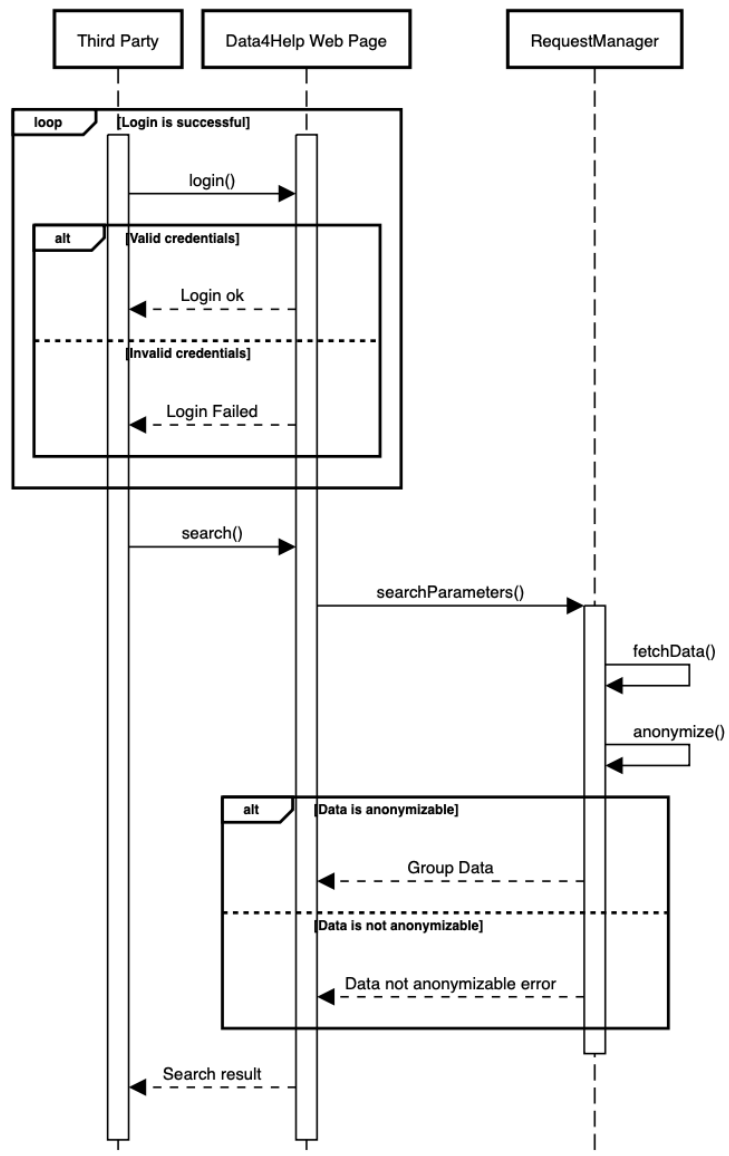 Third Party
Data4Help Web Page
RequestManager
loop
[Login is successful]
login()
alt
[Valid credentials]
Login ok
[Invalid credentials]
Login Failed
search()
searchParameters()
fetchData()
anonymize()
alt
[Data is anonymizable]
Group Data
[Data is not anonymizable]
Data not anonymizable error
Search result